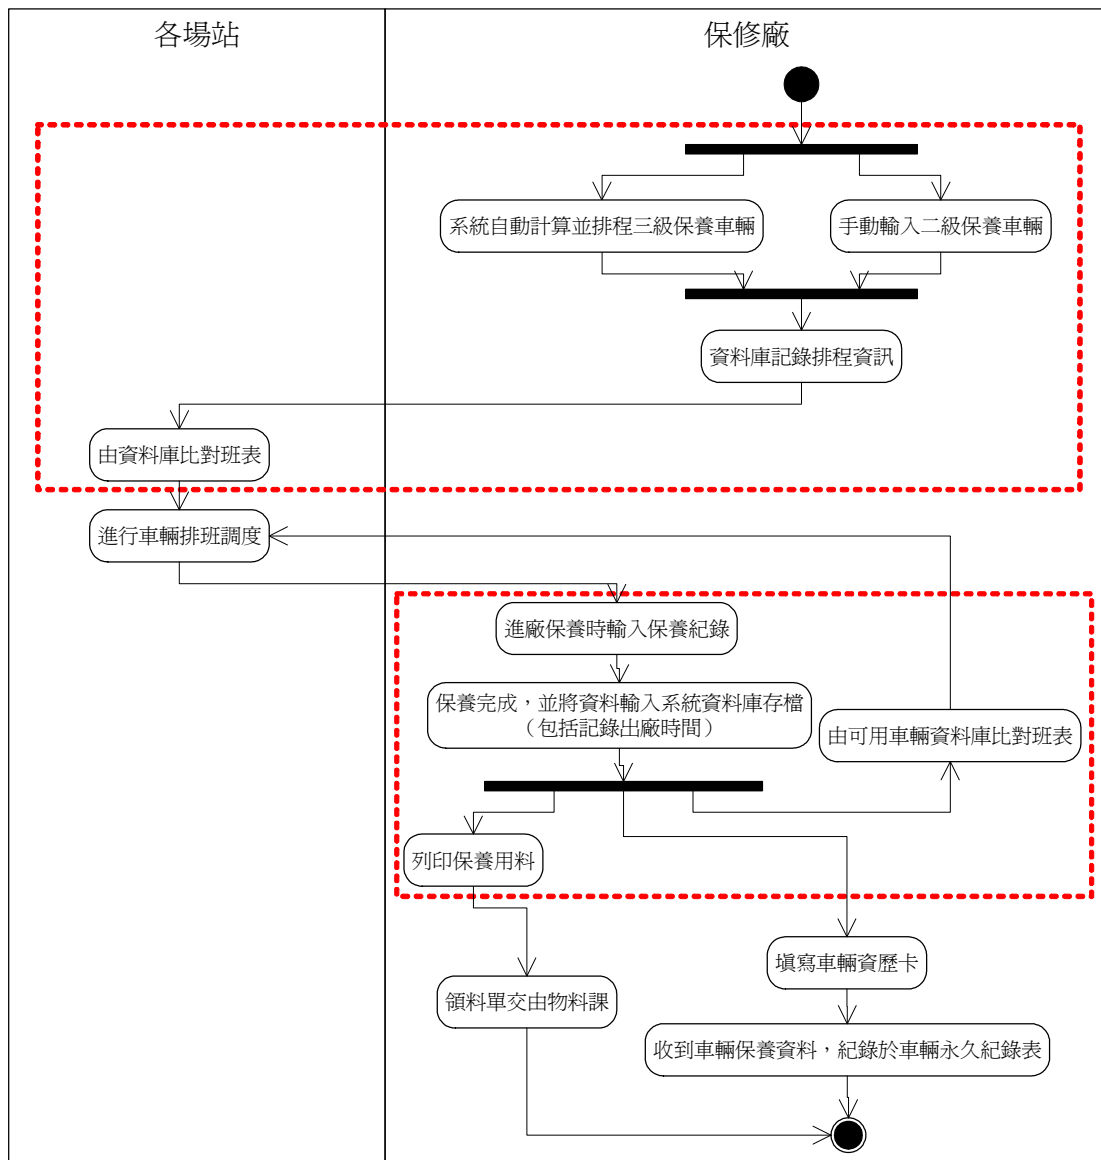 各場站
保修廠
系統自動計算並排程三級保養車輛
手動輸入二級保養車輛
資料庫記錄排程資訊
由資料庫比對班表
進行車輛排班調度
進廠保養時輸入保養紀錄
保養完成，並將資料輸入系統資料庫存檔
（包括記錄出廠時間）
由可用車輛資料庫比對班表
列印保養用料
填寫車輛資歷卡
領料單交由物料課
收到車輛保養資料，紀錄於車輛永久紀錄表